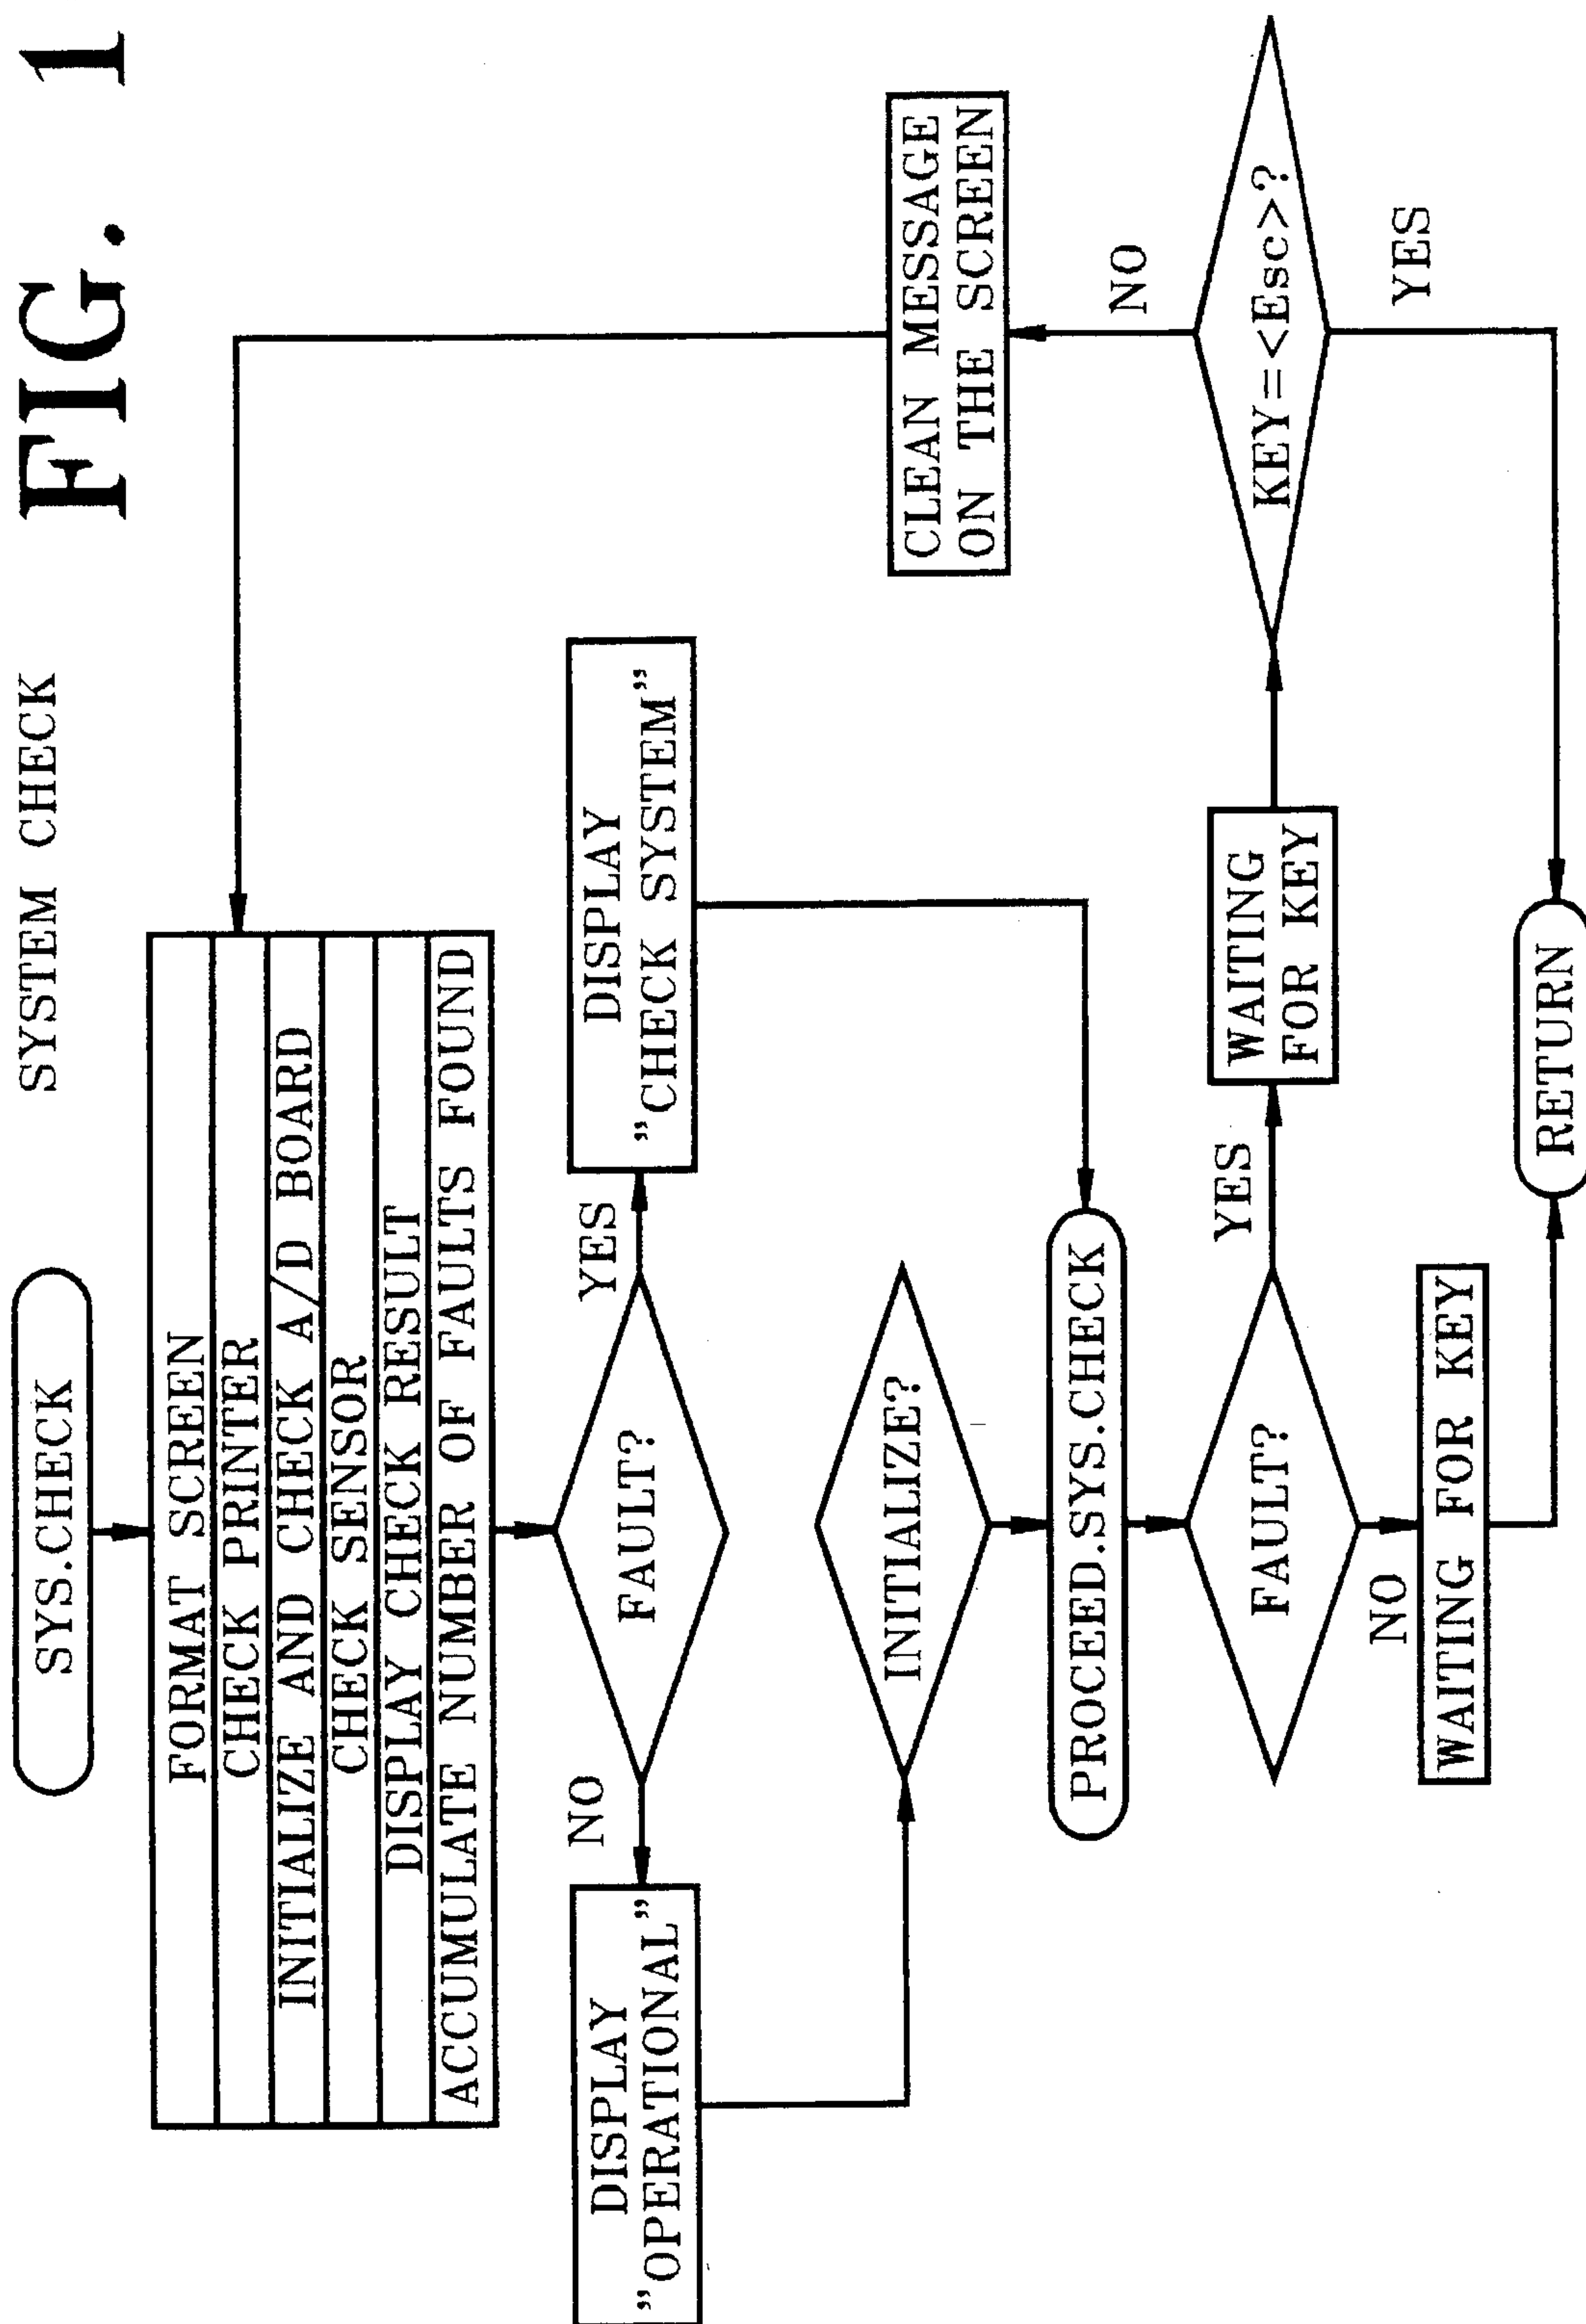 FIG. 1
SYSTEM CHECK
SYS.CHECK
FORMAT SCREEN
CHECK PRINTER
INITIALIZE AND CHECK A/D BOARD
CHECK SENSOR
DISPLAY CHECK RESULT
ACCUMULATE NUMBER OF FAULTS FOUND
FAULT?
NO
YES
DISPLAY
"OPERATIONAL"
DISPLAY
"CHECK SYSTEM"
INITIALIZE?
PROCEED.SYS.CHECK
FAULT?
YES
NO
WAITING
FOR KEY
KEY=<Esc>?
NO
CLEAN MESSAGE
ON THE SCREEN
YES
WAITING FOR KEY
RETURN